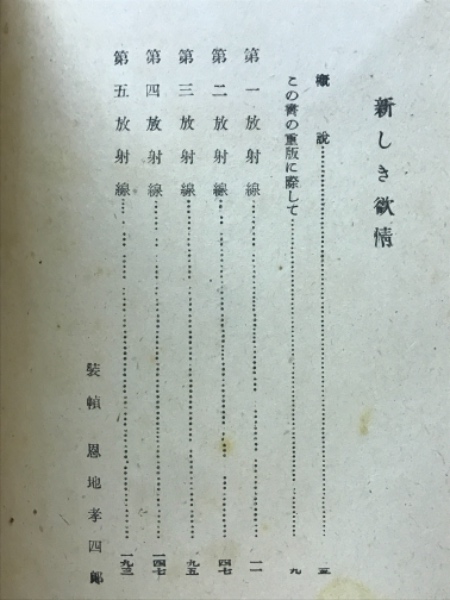 新しき欲情
概説……三
この書の重版に際して……九
第一放射線……一一
第二放射線……四七
第三放射線……九五
第四放射線……一四七
第五放射線……一九三
装幀 恩地孝四郎